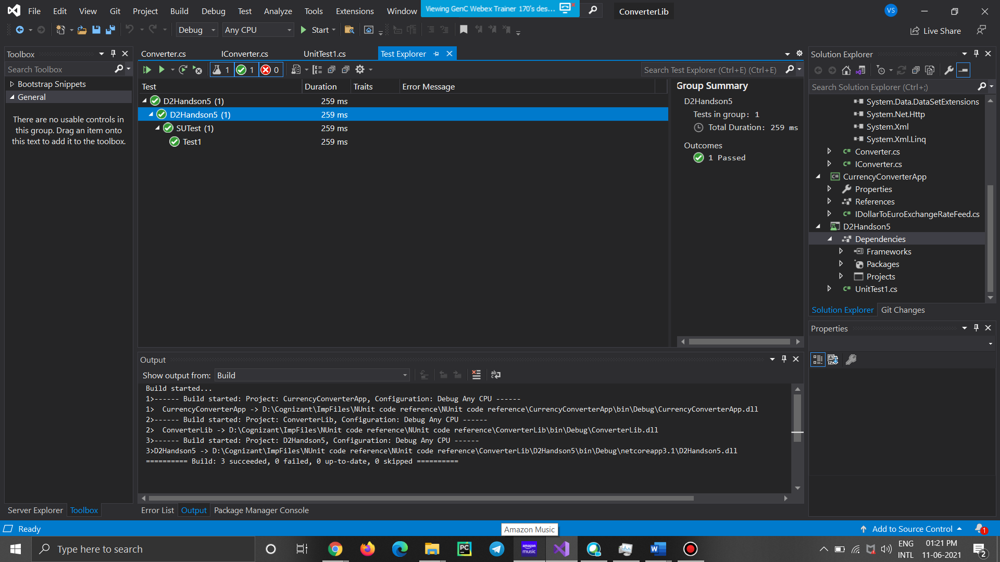 File Edit View Git Project Build Debug Test Analyze Tools Extensions Window
Viewing GenC Webex Trainer 170's des...
ConverterLib
VS
Debug
Any CPU
Start
Live Share
Toolbox
Search Toolbox
Bootstrap Snippets
General
There are no usable controls in
this group. Drag an item onto
this text to add it to the toolbox.
Server Explorer
Toolbox
Converter.cs
IConverter.cs
UnitTest1.cs
Test Explorer
1
1
0
Search Test Explorer (Ctrl+E) (Ctrl+E)
Test Duration Traits Error Message
D2Handson5 (1) 259 ms
D2Handson5 (1) 259 ms
SUTest (1) 259 ms
Test1 259 ms
Group Summary
D2Handson5
Tests in group: 1
Total Duration: 259 ms
Outcomes
1 Passed
Output
Show output from: Build
Build started...
1>------ Build started: Project: CurrencyConverterApp, Configuration: Debug Any CPU ------
1>  CurrencyConverterApp -> D:\Cognizant\ImpFiles\NUnit code reference\NUnit code reference\CurrencyConverterApp\bin\Debug\CurrencyConverterApp.dll
2>------ Build started: Project: ConverterLib, Configuration: Debug Any CPU ------
2>  ConverterLib -> D:\Cognizant\ImpFiles\NUnit code reference\NUnit code reference\ConverterLib\bin\Debug\ConverterLib.dll
3>------ Build started: Project: D2Handson5, Configuration: Debug Any CPU ------
3>D2Handson5 -> D:\Cognizant\ImpFiles\NUnit code reference\NUnit code reference\ConverterLib\D2Handson5\bin\Debug\netcoreapp3.1\D2Handson5.dll
========== Build: 3 succeeded, 0 failed, 0 up-to-date, 0 skipped ==========
Error List
Output
Package Manager Console
Solution Explorer
Search Solution Explorer (Ctrl+;)
System.Data.DataSetExtensions
System.Net.Http
System.Xml
System.Xml.Linq
C# Converter.cs
C# IConverter.cs
C# CurrencyConverterApp
Properties
References
C# IDollarToEuroExchangeRateFeed.cs
D2Handson5
Dependencies
Frameworks
Packages
Projects
C# UnitTest1.cs
Solution Explorer
Git Changes
Properties
Ready
Amazon Music
Add to Source Control
1
Type here to search
PC
amazon
music
W
ENG
INTL
01:21 PM
11-06-2021
2